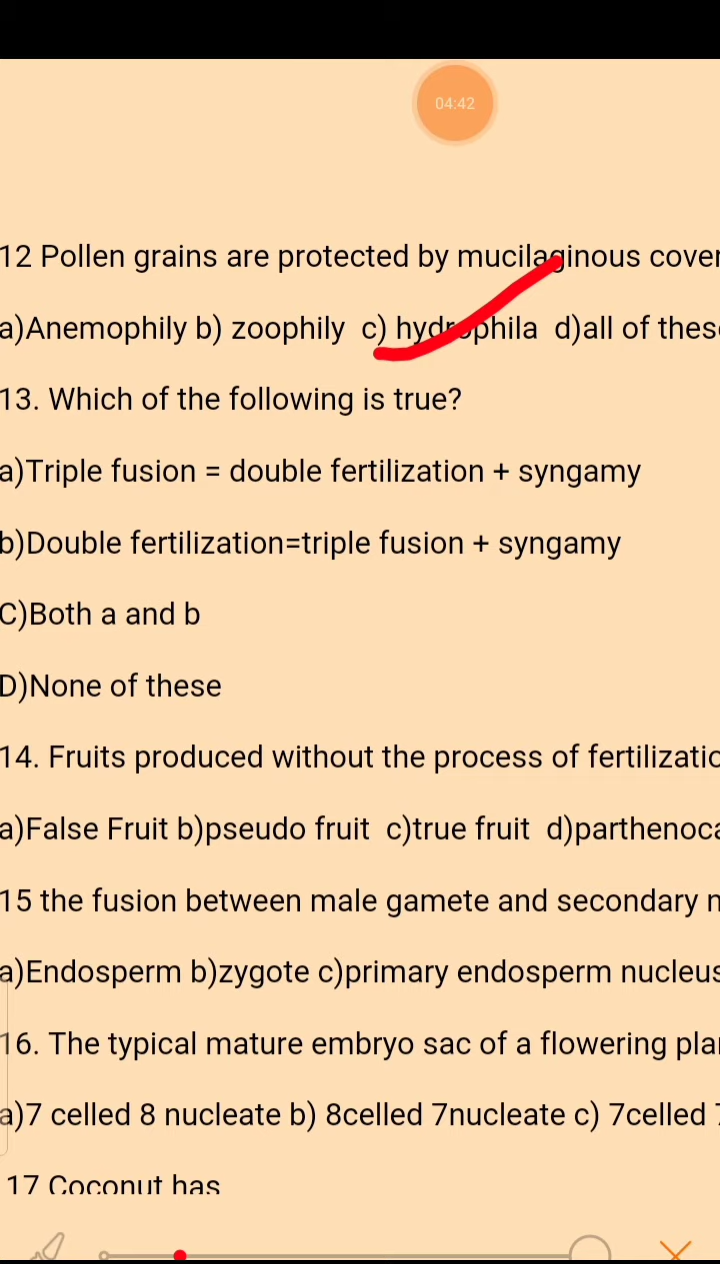 04:42
12 Pollen grains are protected by mucilaginous cover
a)Anemophily b) zoophily c) hydrophila d)all of thes
13. Which of the following is true?
a)Triple fusion = double fertilization + syngamy
b)Double fertilization=triple fusion + syngamy
C)Both a and b
D)None of these
14. Fruits produced without the process of fertilizatio
a)False Fruit b)pseudo fruit c)true fruit d)parthenoca
15 the fusion between male gamete and secondary n
a)Endosperm b)zygote c)primary endosperm nucleus
16. The typical mature embryo sac of a flowering plan
a)7 celled 8 nucleate b) 8celled 7nucleate c) 7celled 7
17 Coconut has